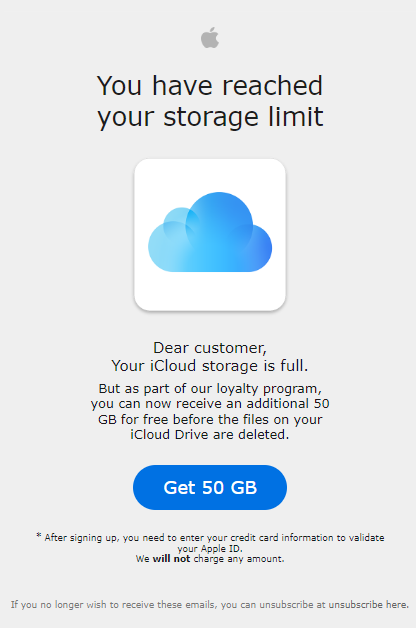 You have reached
your storage limit
Dear customer,
Your iCloud storage is full.
But as part of our loyalty program,
you can now receive an additional 50
GB for free before the files on your
iCloud Drive are deleted.
Get 50 GB
* After signing up, you need to enter your credit card information to validate
your Apple ID.
We will not charge any amount.
If you no longer wish to receive these emails, you can unsubscribe at unsubscribe here.